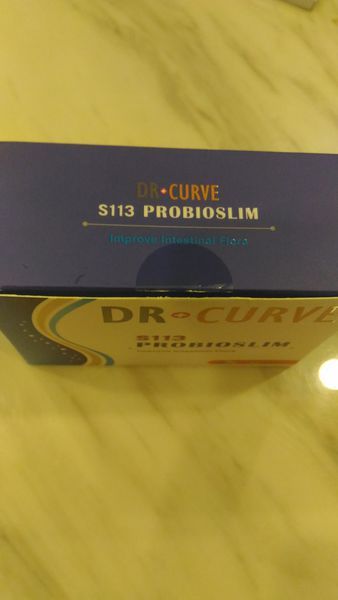 DR CURVE
S113 PROBIOSLIM
Improve Intestinal Flora
DR CURVE
S113
PROBIOSLIM